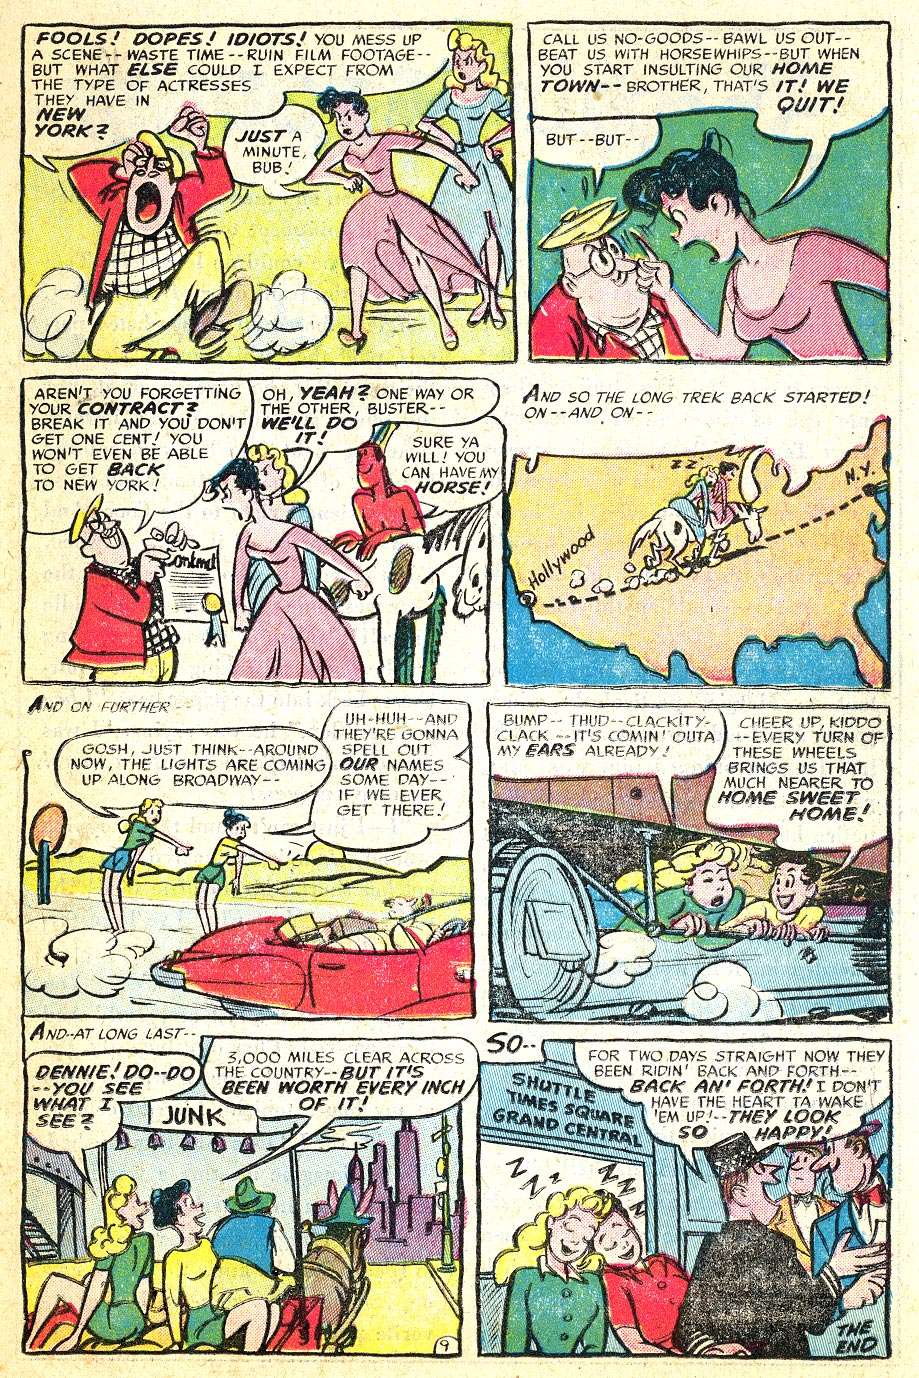 FOOLS! DOPES! IDIOTS! YOU MESS UP
A SCENE--WASTE TIME--RUIN FILM FOOTAGE--
BUT WHAT ELSE COULD I EXPECT FROM
THE TYPE OF ACTRESSES
THEY HAVE IN
NEW
YORK?
JUST A
MINUTE,
BUB!
CALL US NO-GOODS--BAWL US OUT--
BEAT US WITH HORSEWHIPS--BUT WHEN
YOU START INSULTING OUR HOME
TOWN--BROTHER, THAT'S IT! WE
QUIT!
BUT--BUT--
AREN'T YOU FORGETTING
YOUR CONTRACT?
BREAK IT AND YOU DON'T
GET ONE CENT! YOU
WON'T EVEN BE ABLE
TO GET BACK
TO NEW YORK!
Contract
OH, YEAH? ONE WAY OR
THE OTHER, BUSTER--
WE'LL DO
IT!
SURE YA
WILL! YOU
CAN HAVE MY
HORSE!
AND SO THE LONG TREK BACK STARTED!
ON--AND ON--
ZZ
N.Y.
Hollywood
AND ON FURTHER--
GOSH, JUST THINK--AROUND
NOW, THE LIGHTS ARE COMING
UP ALONG BROADWAY--
UH-HUH--AND
THEY'RE GONNA
SPELL OUT
OUR NAMES
SOME DAY--
IF WE EVER
GET THERE!
BUMP--THUD--CLACKITY-
CLACK--IT'S COMIN' OUTA
MY EARS ALREADY!
CHEER UP, KIDDO
--EVERY TURN OF
THESE WHEELS
BRINGS US THAT
MUCH NEARER TO
HOME SWEET
HOME!
AND--AT LONG LAST--
DENNIE! DO--DO
--YOU SEE
WHAT I
SEE?
3,000 MILES CLEAR ACROSS
THE COUNTRY--BUT IT'S
BEEN WORTH EVERY INCH
OF IT!
JUNK
9
SO--
FOR TWO DAYS STRAIGHT NOW THEY
BEEN RIDIN' BACK AND FORTH--
BACK AN' FORTH! I DON'T
HAVE THE HEART TA WAKE
'EM UP!--THEY LOOK
SO HAPPY!
SHUTTLE
TIMES SQUARE
GRAND CENTRAL
ZZZZ
ZZZZ
THE
END